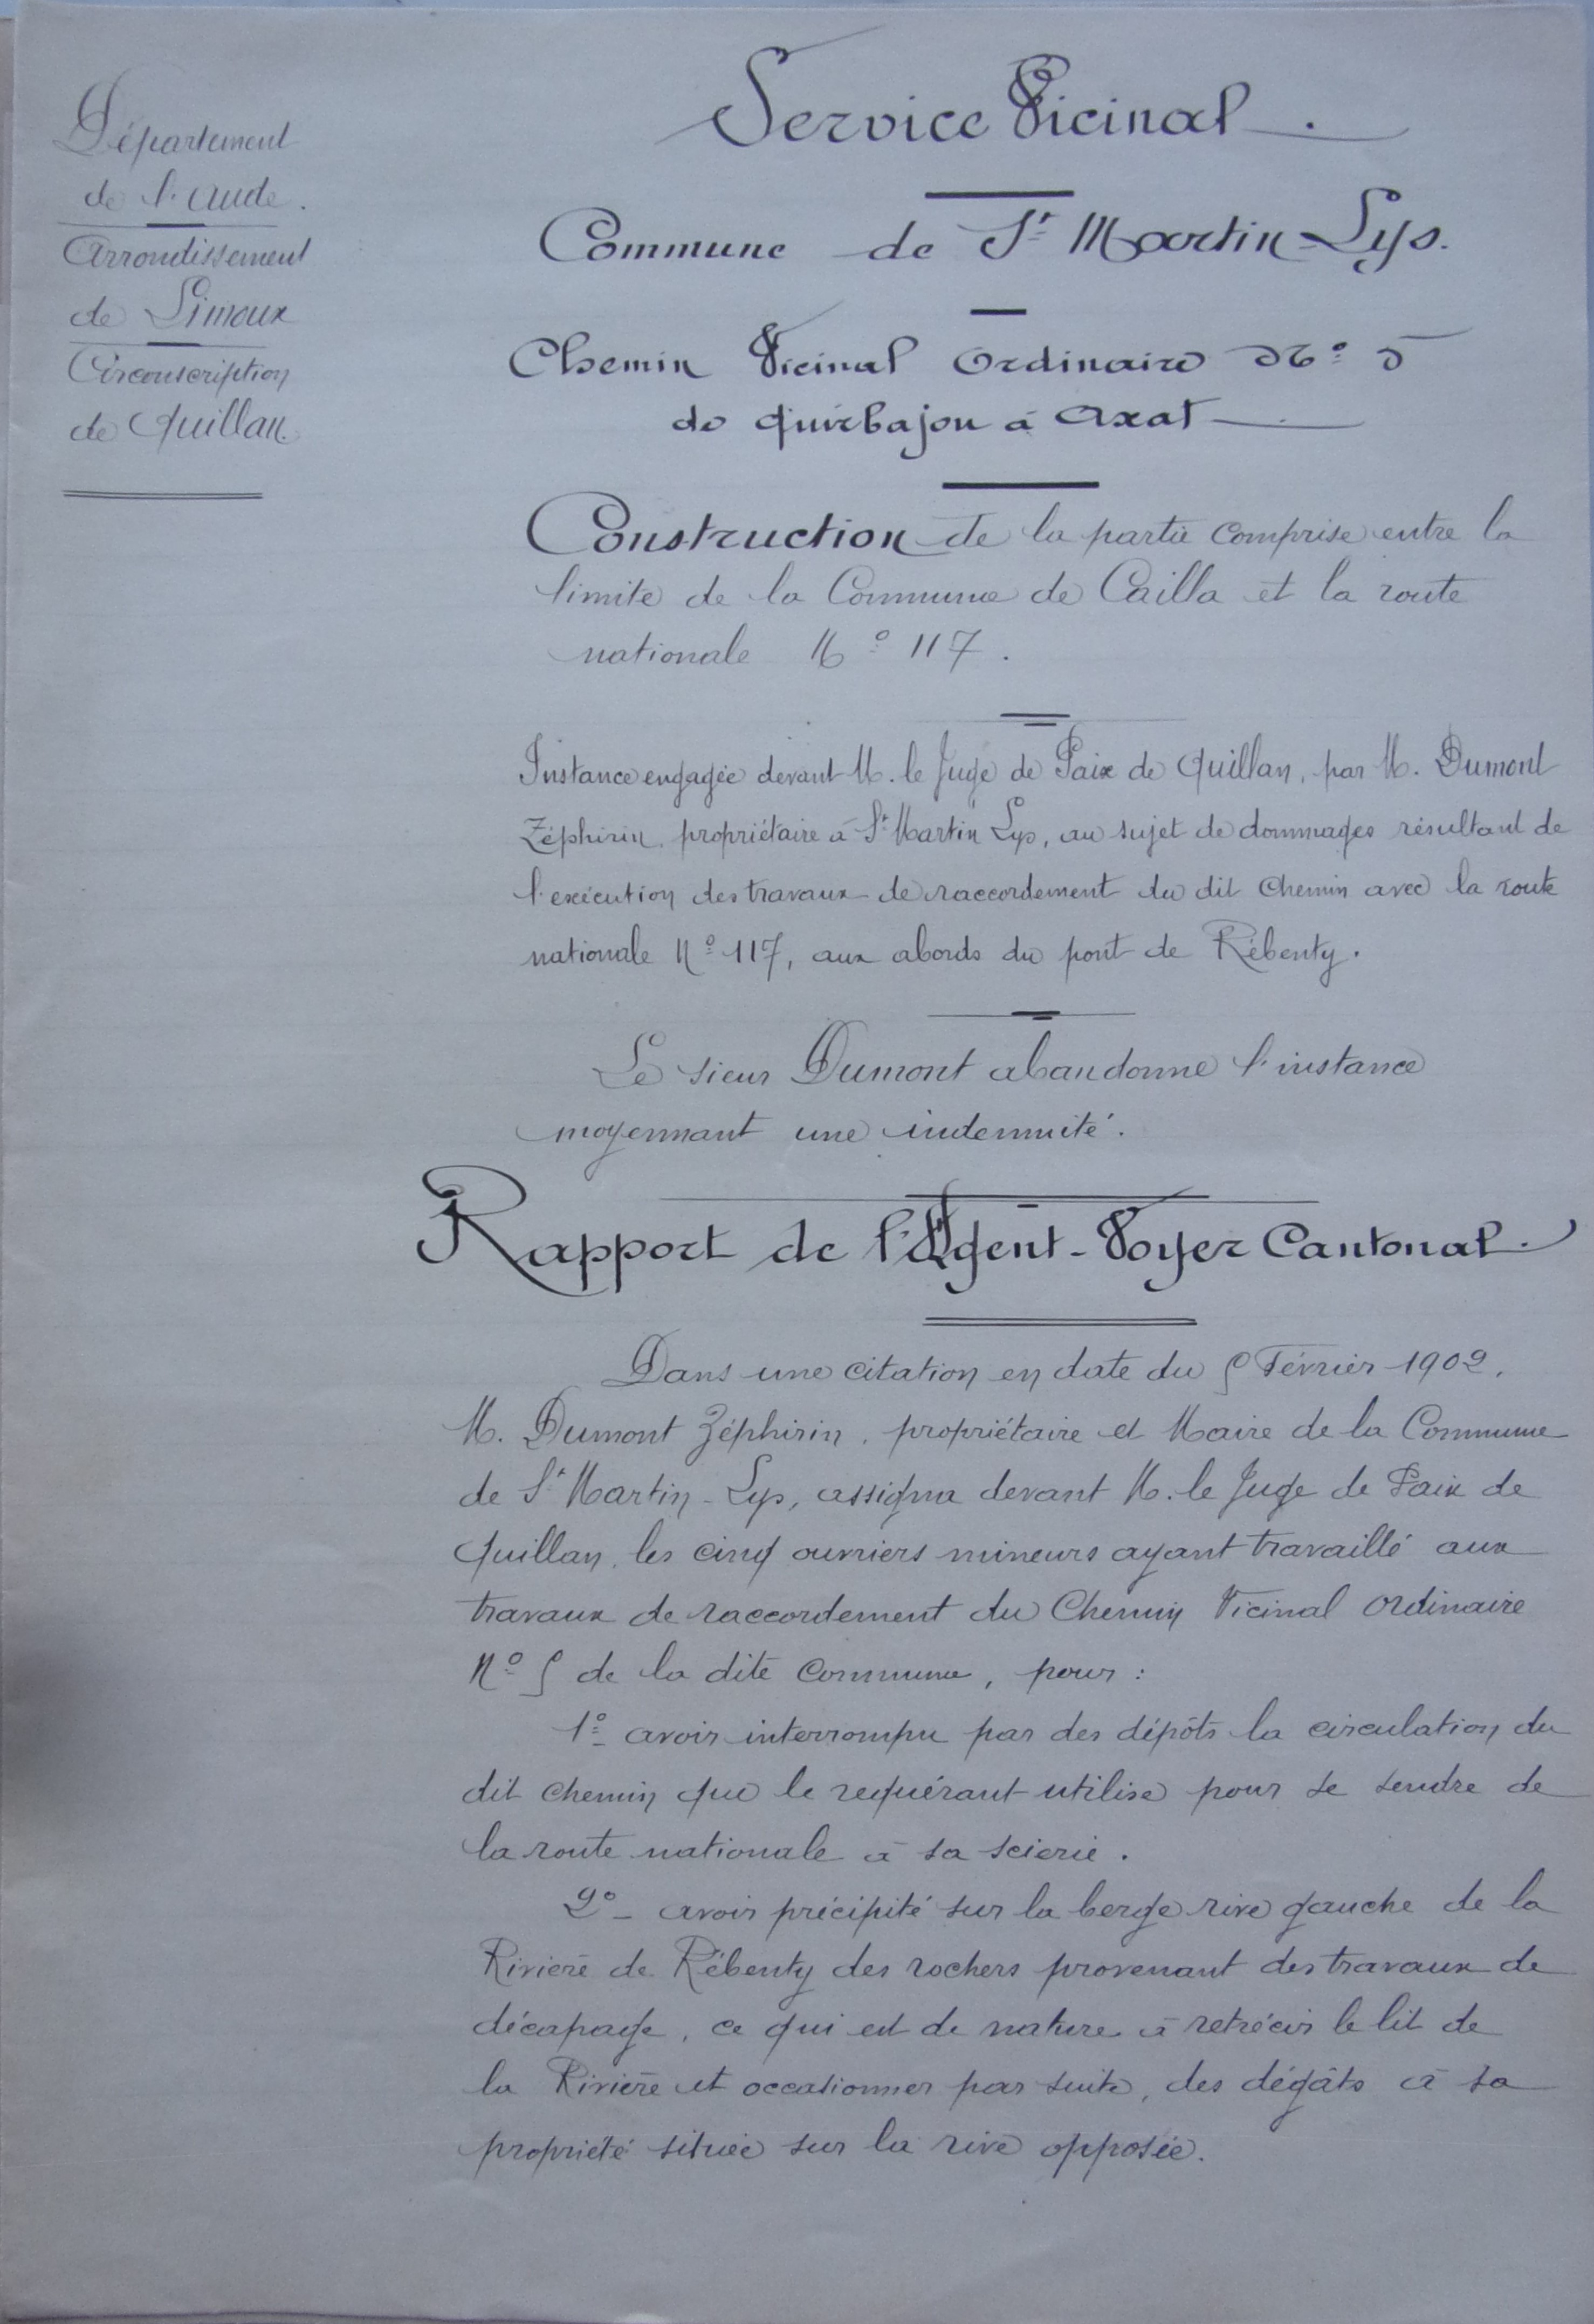 Département
de l'Aude.
Arrondissement
de Limoux
Circonscription
de Quillan.
Service Vicinal.
Commune de St Martin-Lys.
Chemin Vicinal Ordinaire No 5
de Quirbajou à Axat
Construction de la partie comprise entre la
limite de la Commune de Cailla et la route
nationale No 117.
Instance engagée devant M. le Juge de Paix de Quillan, par M. Dumont
Zéphirin, propriétaire à St Martin Lys, au sujet de dommages résultant de
l'exécution des travaux de raccordement du dit Chemin avec la route
nationale No 117, aux abords du pont de Rébenty.
Le sieur Dumont abandonne l'instance
moyennant une indemnité.
Rapport de l'Agent-Voyer Cantonal.
Dans une citation en date du 5 Février 1902,
M. Dumont Zéphirin, propriétaire et Maire de la Commune
de St Martin-Lys, assigna devant M. le Juge de Paix de
Quillan, les cinq ouvriers mineurs ayant travaillé aux
travaux de raccordement du Chemin Vicinal Ordinaire
No 5 de la dite Commune, pour :
1o avoir interrompu par des dépôts la circulation du
dit chemin que le requérant utilise pour se rendre de
la route nationale à sa scierie.
2o - avoir précipité sur la berge rive gauche de la
Rivière de Rébenty des rochers provenant des travaux de
décapage, ce qui est de nature à retrécir le lit de
la Rivière et occasionner par suite, des dégâts à sa
propriété située sur la rive opposée.